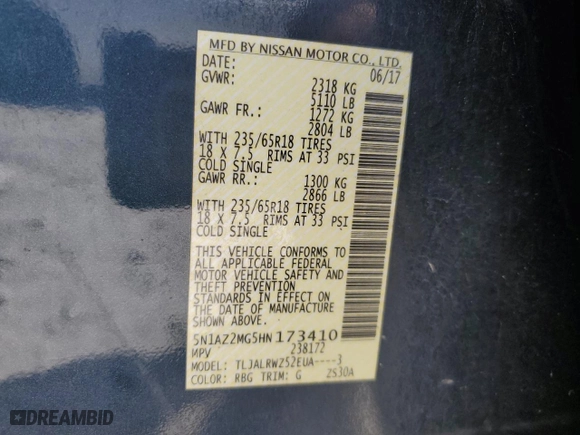 MFD BY NISSAN MOTOR CO., LTD.
DATE: 06/17
GVWR: 2318 KG
5110 LB
GAWR FR.: 1272 KG
2804 LB
WITH 235/65R18 TIRES
18 X 7.5 RIMS AT 33 PSI
COLD SINGLE
GAWR RR.: 1300 KG
2866 LB
WITH 235/65R18 TIRES
18 X 7.5 RIMS AT 33 PSI
COLD SINGLE
THIS VEHICLE CONFORMS TO
ALL APPLICABLE FEDERAL
MOTOR VEHICLE SAFETY AND
THEFT PREVENTION
STANDARDS IN EFFECT ON
THE DATE OF MANUFACTURE
SHOWN ABOVE.
5N1AZ2MG5HN173410
MPV 238172
MODEL: TLJALRWZ52EUA----3
COLOR: RBG TRIM: G 2S30A
DREAMBID